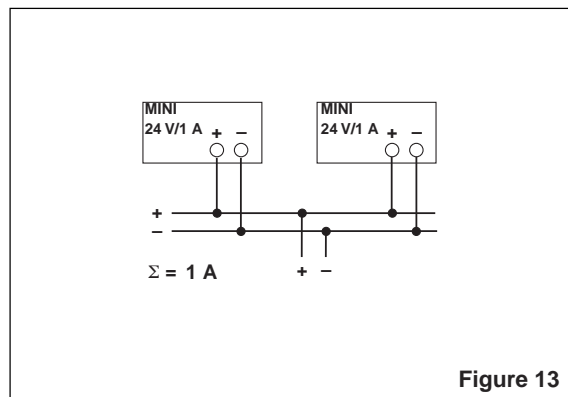 MINI
24 V/1 A + −
MINI
24 V/1 A + −
+
−
Σ = 1 A
+ −
Figure 13